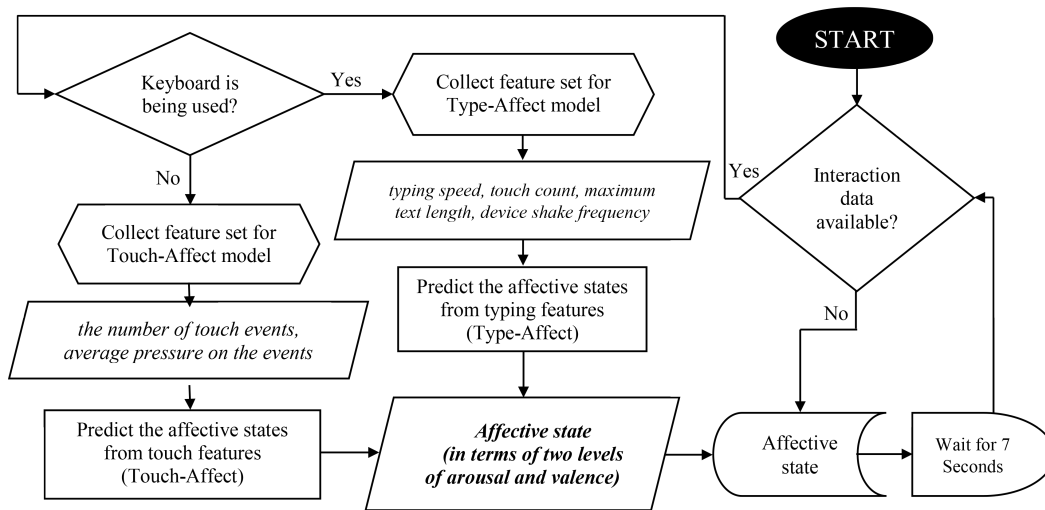 START
Interaction
data
available?
Yes
No
Keyboard is
being used?
Yes
No
Collect feature set for
Type-Affect model
typing speed, touch count, maximum
text length, device shake frequency
Predict the affective states
from typing features
(Type-Affect)
Collect feature set for
Touch-Affect model
the number of touch events,
average pressure on the events
Predict the affective states
from touch features
(Touch-Affect)
Affective state
(in terms of two levels
of arousal and valence)
Affective
state
Wait for 7
Seconds